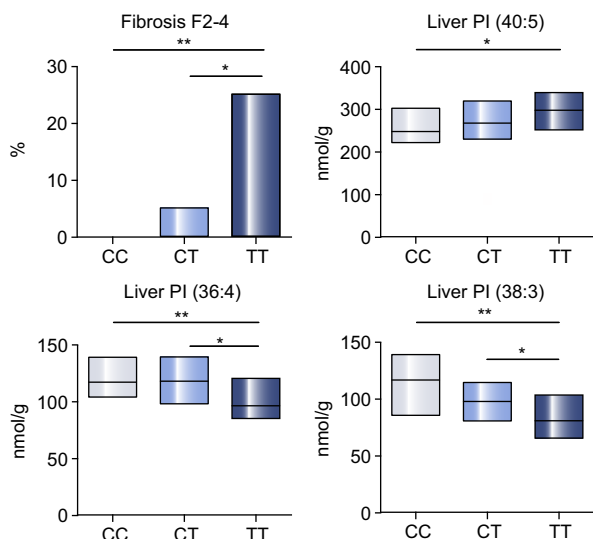 Fibrosis F2-4
**
*
30
20
10
0
%
CC CT TT
Liver PI (40:5)
*
400
300
200
100
0
nmol/g
CC CT TT
Liver PI (36:4)
**
*
150
100
50
0
nmol/g
CC CT TT
Liver PI (38:3)
**
*
150
100
50
0
nmol/g
CC CT TT